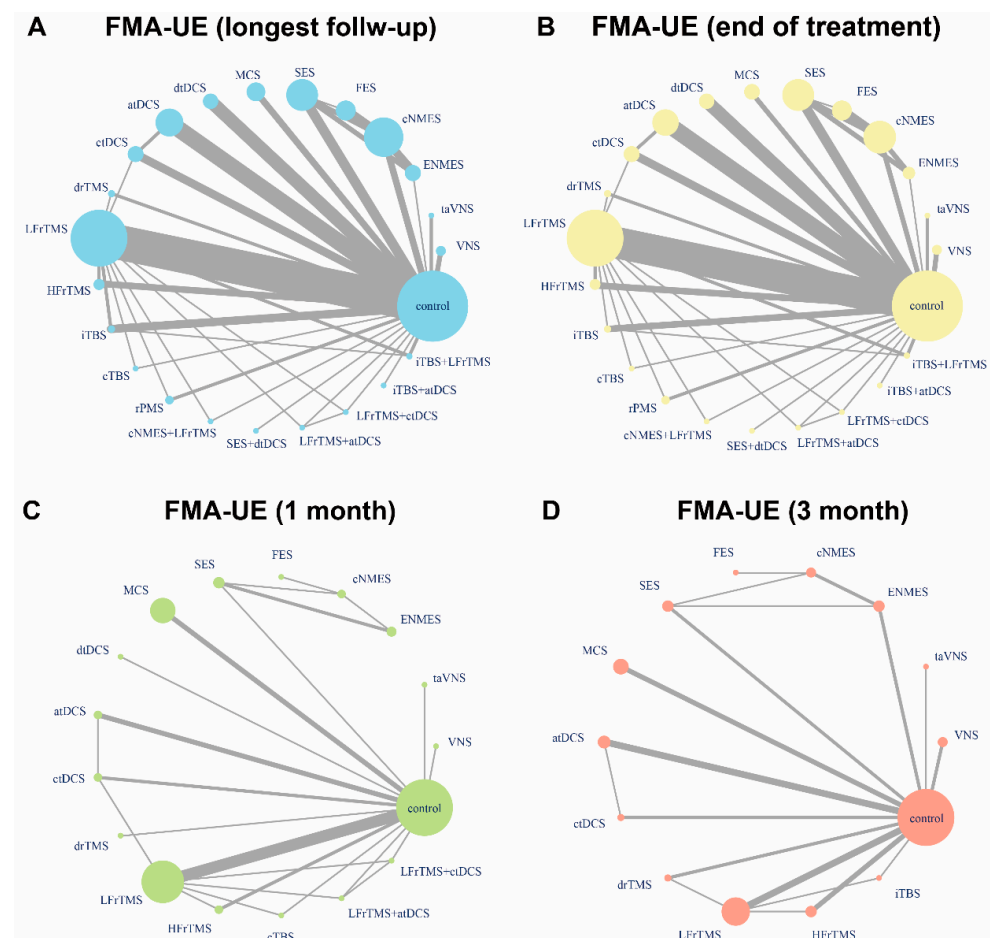 A FMA-UE (longest follw-up)
B FMA-UE (end of treatment)
SES
MCS
FES
dtDCS
cNMES
atDCS
ctDCS
ENMES
drTMS
taVNS
LFrTMS
VNS
HFrTMS
control
iTBS
iTBS+LFrTMS
cTBS
iTBS+atDCS
rPMS
LFrTMS+ctDCS
cNMES+LFrTMS
SES+dtDCS
LFrTMS+atDCS
SES
MCS
FES
dtDCS
cNMES
atDCS
ctDCS
ENMES
drTMS
taVNS
LFrTMS
VNS
HFrTMS
control
iTBS
iTBS+LFrTMS
cTBS
iTBS+atDCS
rPMS
LFrTMS+ctDCS
cNMES+LFrTMS
SES+dtDCS
LFrTMS+atDCS
C FMA-UE (1 month)
D FMA-UE (3 month)
FES
SES
cNMES
MCS
ENMES
dtDCS
taVNS
atDCS
VNS
ctDCS
control
drTMS
LFrTMS+ctDCS
LFrTMS
LFrTMS+atDCS
HFrTMS
cTBS
FES
cNMES
SES
ENMES
MCS
taVNS
atDCS
VNS
ctDCS
control
drTMS
iTBS
LFrTMS
HFrTMS